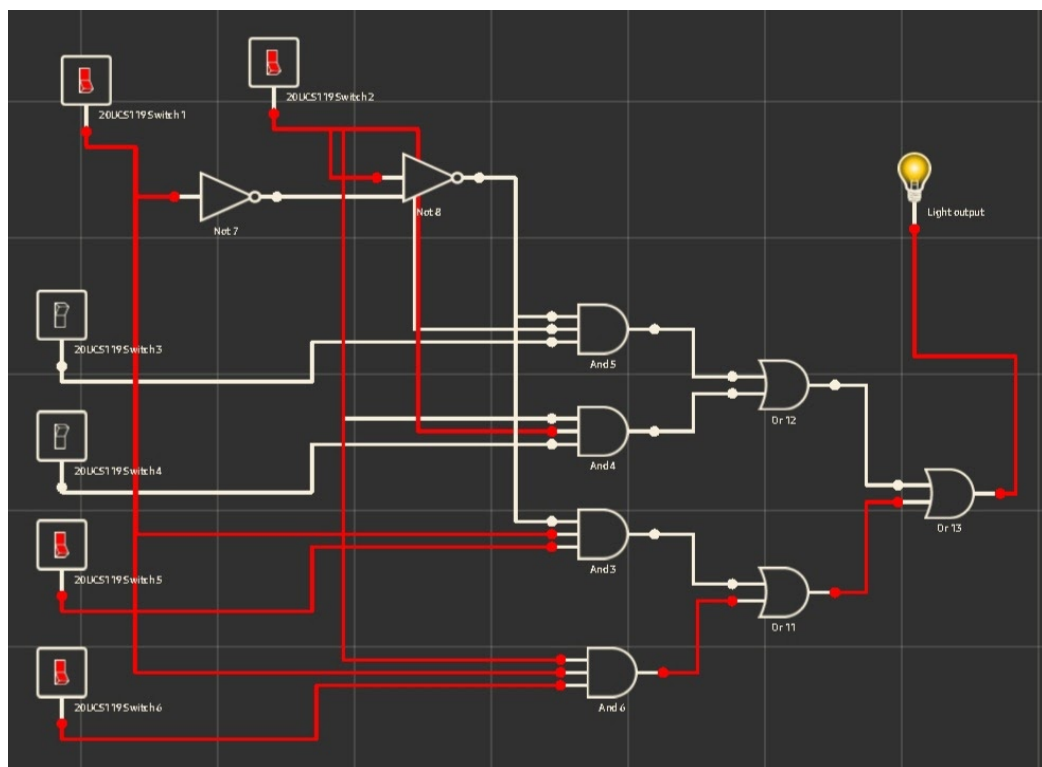 20UCS119 Switch 2
20UCS119 Switch 1
Light output
Not 8
Not 7
20UCS119 Switch 3
And 5
Or 12
20UCS119 Switch 4
And 4
Or 13
20UCS119 Switch 5
And 3
Or 11
20UCS119 Switch 6
And 6